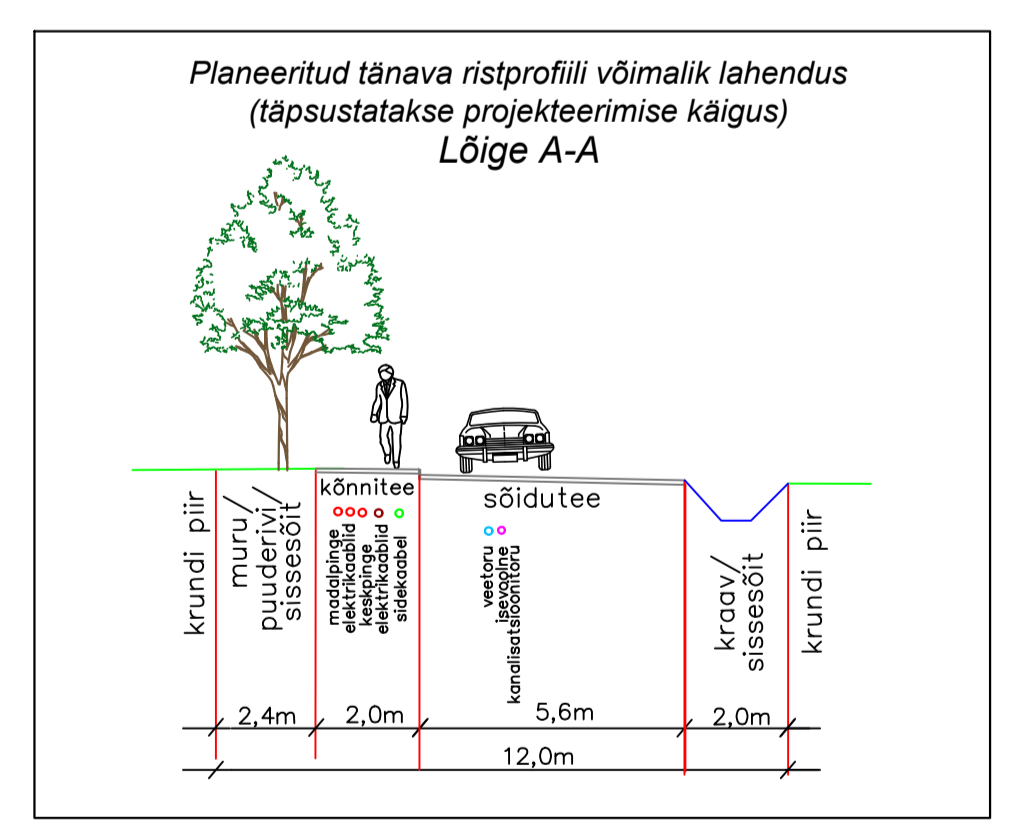 Planeeritud tänava ristprofiili võimalik lahendus
(täpsustatakse projekteerimise käigus)
Lõige A-A
krundi piir
muru/
puuderivi/
sissesõit
kõnnitee
madalpinge
elektrikaablid
keskpinge
elektrikaablid
sidekaabel
sõidutee
veetoru
isevoolne
kanalisatsioonitoru
kraav/
sissesõit
krundi piir
2,4m
2,0m
5,6m
2,0m
12,0m